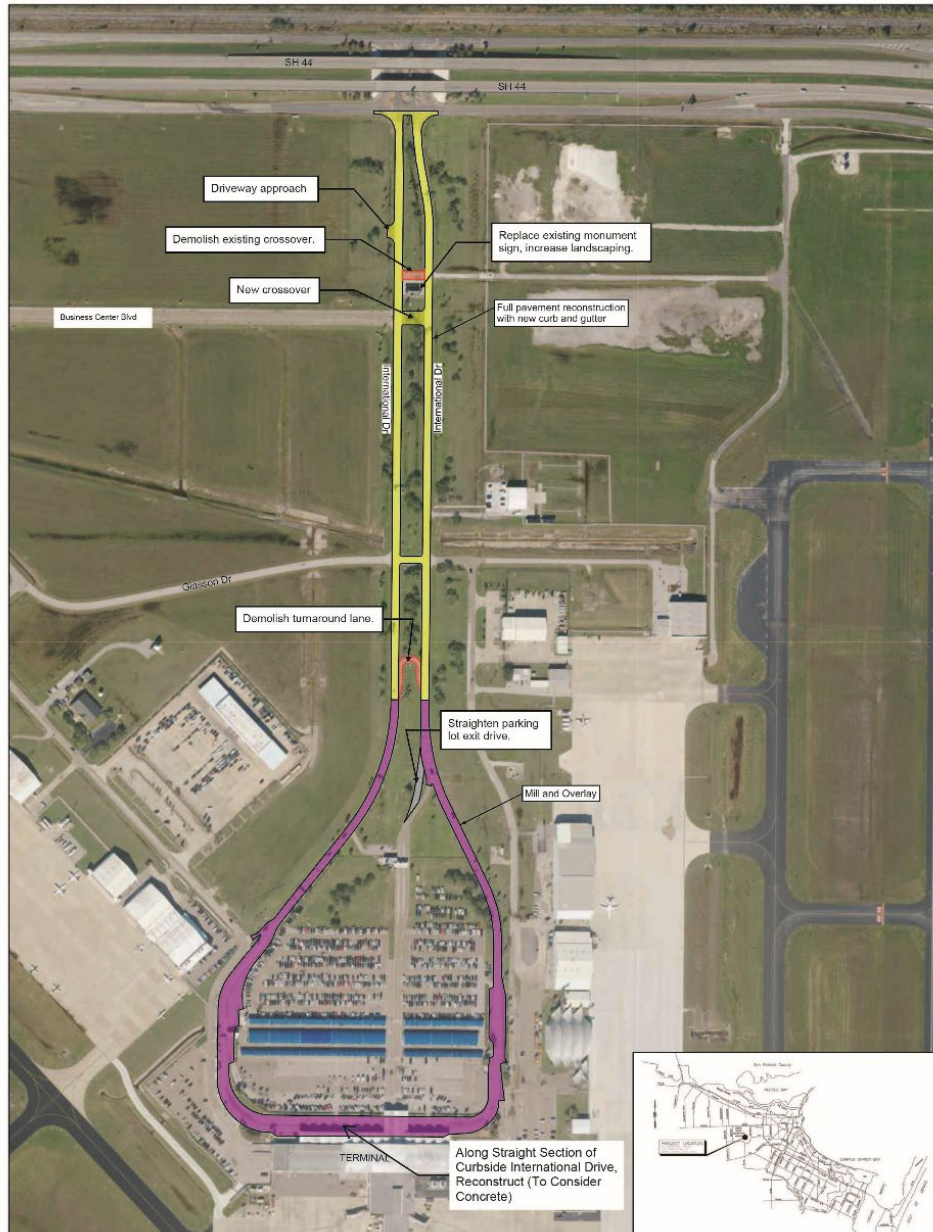 SH 44
SH 44
Driveway approach
Demolish existing crossover.
Replace existing monument
sign, increase landscaping.
New crossover
Full pavement reconstruction
with new curb and gutter
Business Center Blvd
International Dr
International Dr
Glasson Dr
Demolish turnaround lane.
Straighten parking
lot exit drive.
Mill and Overlay
TERMINAL
Along Straight Section of
Curbside International Drive,
Reconstruct (To Consider
Concrete)
PROJECT LOCATION